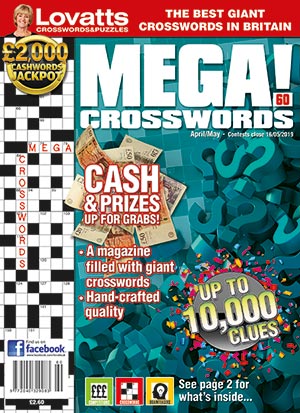 Lovatts
CROSSWORDS&PUZZLES
THE BEST GIANT
CROSSWORDS IN BRITAIN
£2,000
CASHWORDS
JACKPOT
MEGA!
60
CROSSWORDS
April/May • Contests close 16/05/2019
MEGA
CROSSWORDS
CASH
& PRIZES
UP FOR GRABS!
• A magazine
filled with giant
crosswords
• Hand-crafted
quality
UP TO
10,000
CLUES
Find us on
facebook
£2.60
£££
See page 2 for
what's inside...